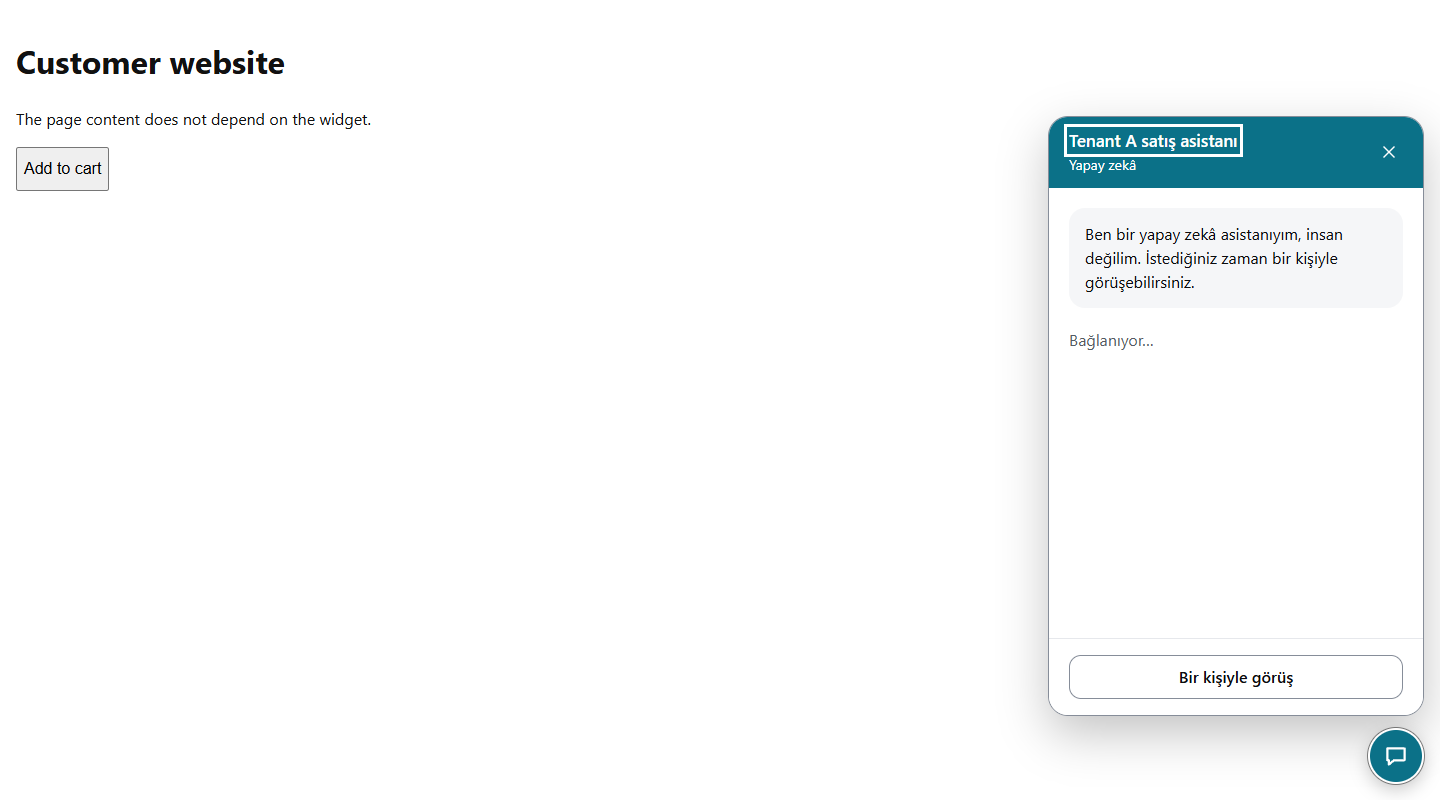 Customer website
The page content does not depend on the widget.
Add to cart
Tenant A satış asistanı
Yapay zekâ
Ben bir yapay zekâ asistanıyım, insan
değilim. İstediğiniz zaman bir kişiyle
görüşebilirsiniz.
Bağlanıyor...
Bir kişiyle görüş